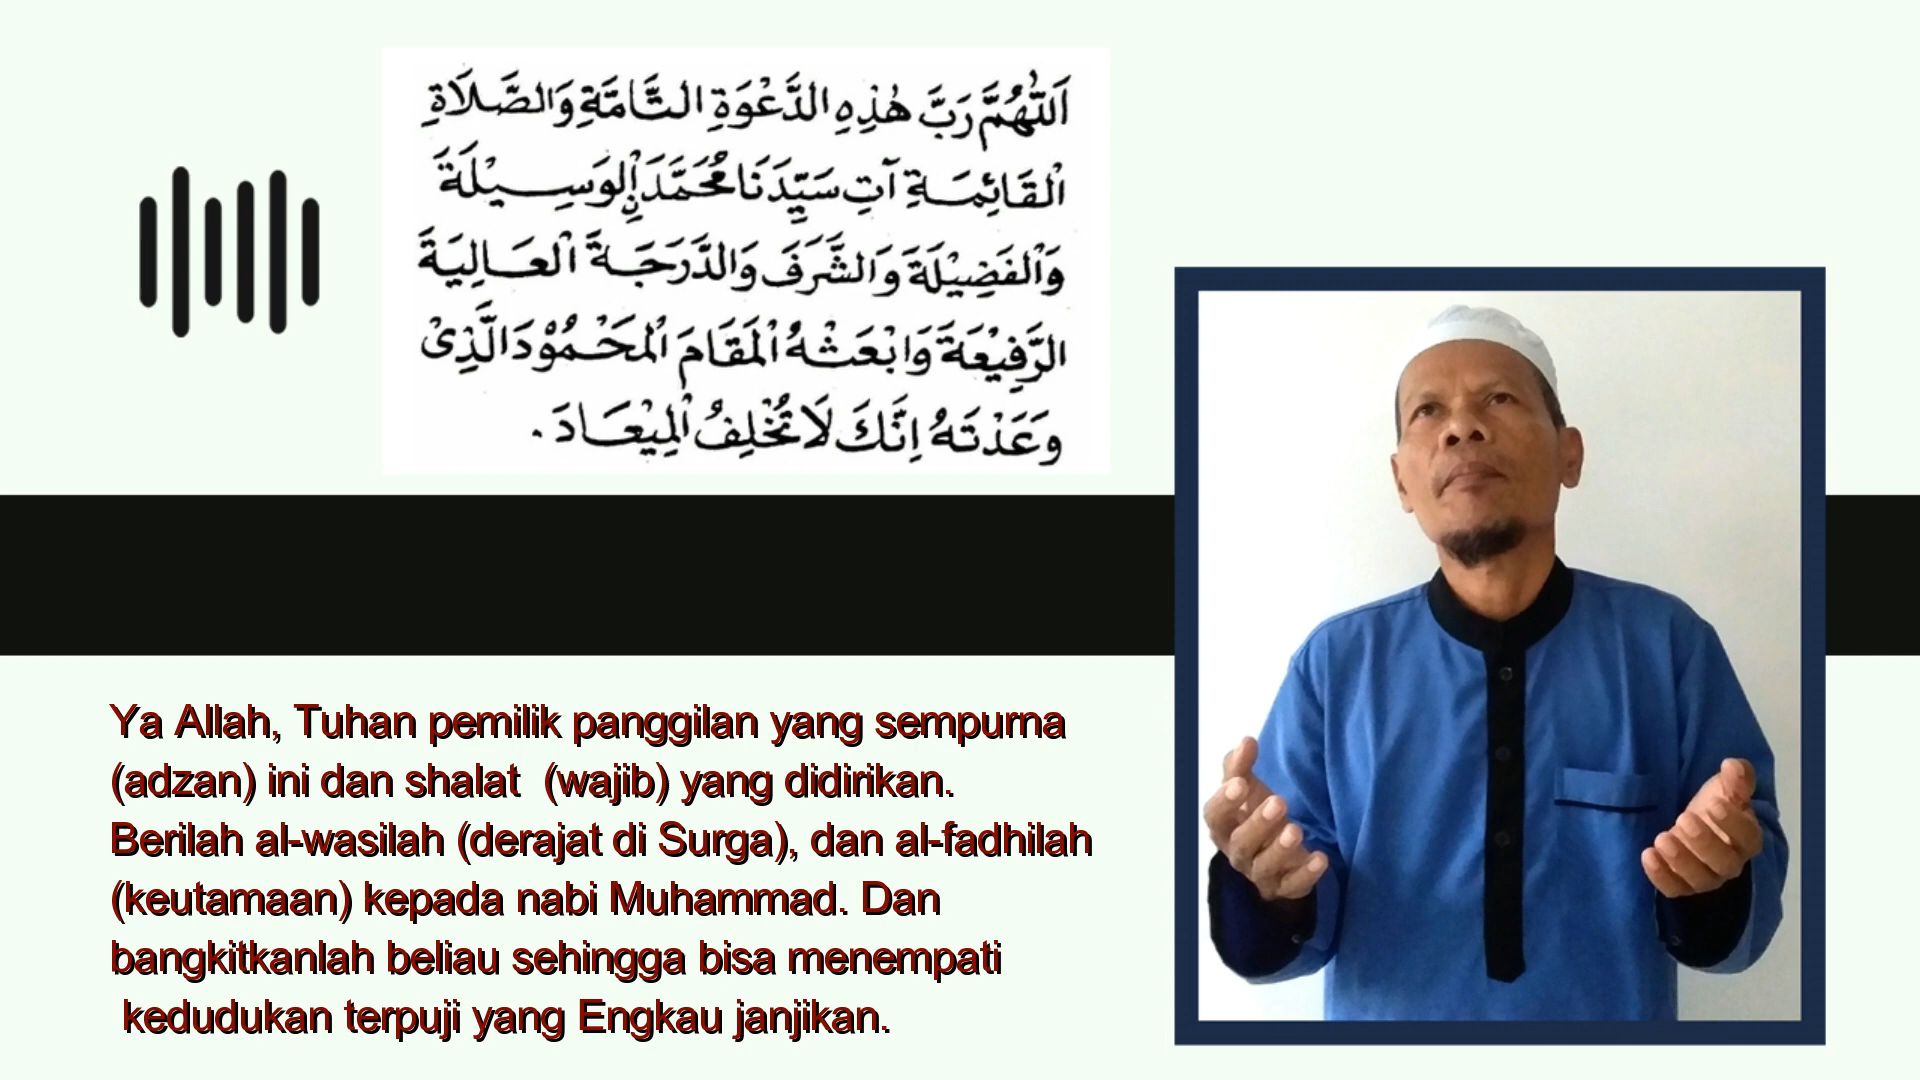 اَللّٰهُمَّ رَبَّ هٰذِهِ الدَّعْوَةِ التَّامَّةِ وَالصَّلَاةِ
الْقَائِمَةِ آتِ سَيِّدَنَا مُحَمَّدَ اِلْوَسِيْلَةَ
وَالْفَضِيْلَةَ وَالشَّرَفَ وَالدَّرَجَةَ الْعَالِيَةَ
الرَّفِيْعَةَ وَابْعَثْهُ الْمَقَامَ الْمَحْمُوْدَ الَّذِىْ
وَعَدْتَهُ اِنَّكَ لَا تُخْلِفُ الْمِيْعَادَ.
Ya Allah, Tuhan pemilik panggilan yang sempurna
(adzan) ini dan shalat  (wajib) yang didirikan.
Berilah al-wasilah (derajat di Surga), dan al-fadhilah
(keutamaan) kepada nabi Muhammad. Dan
bangkitkanlah beliau sehingga bisa menempati
kedudukan terpuji yang Engkau janjikan.